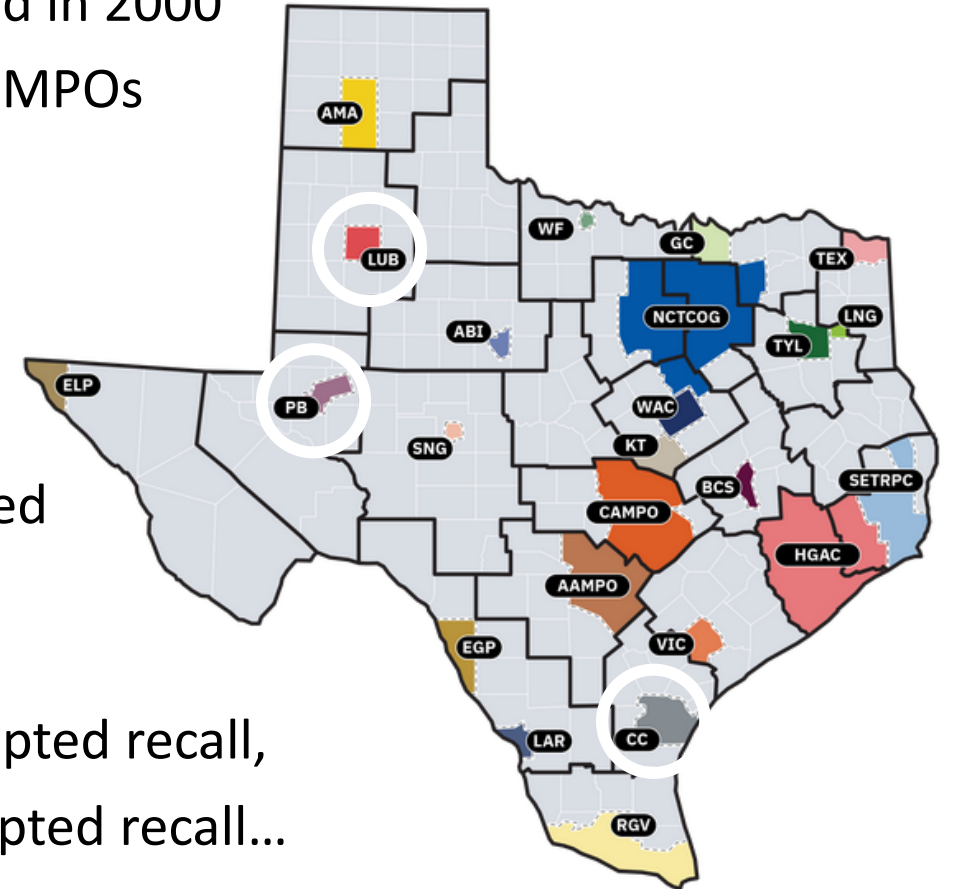 d in 2000
MPOs
AMA
WF
GC
TEX
LUB
NCTCOG
LNG
ABI
TYL
ELP
PB
WAC
SNG
KT
BCS
SETRPC
ed
CAMPO
HGAC
AAMPO
EGP
VIC
pted recall,
LAR
CC
pted recall...
RGV